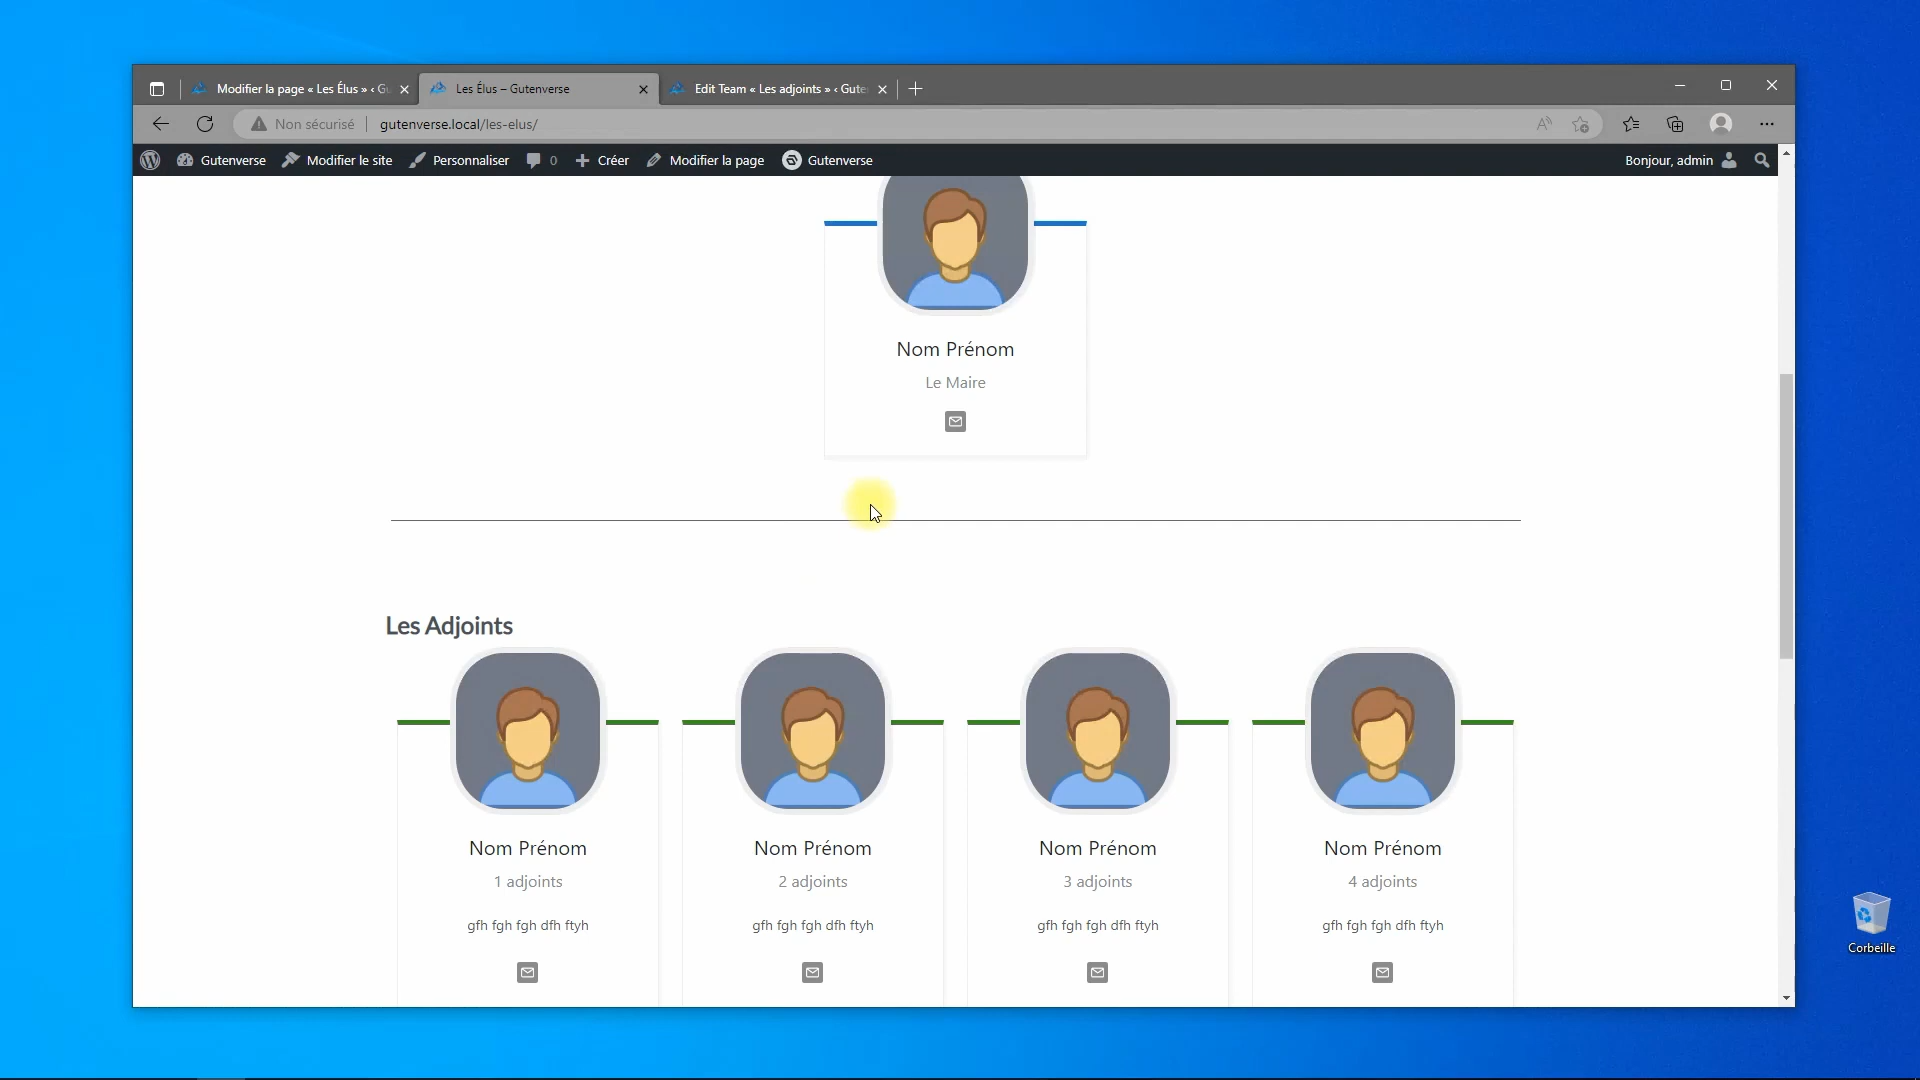 Modifier la page « Les Élus » ‹ Gu
Les Élus – Gutenverse
Edit Team « Les adjoints » ‹ Gute
Non sécurisé
gutenverse.local/les-elus/
Gutenverse
Modifier le site
Personnaliser
0
Créer
Modifier la page
Gutenverse
Bonjour, admin
Nom Prénom
Le Maire
Les Adjoints
Nom Prénom
1 adjoints
gfh fgh fgh dfh ftyh
Nom Prénom
2 adjoints
gfh fgh fgh dfh ftyh
Nom Prénom
3 adjoints
gfh fgh fgh dfh ftyh
Nom Prénom
4 adjoints
gfh fgh fgh dfh ftyh
Corbeille